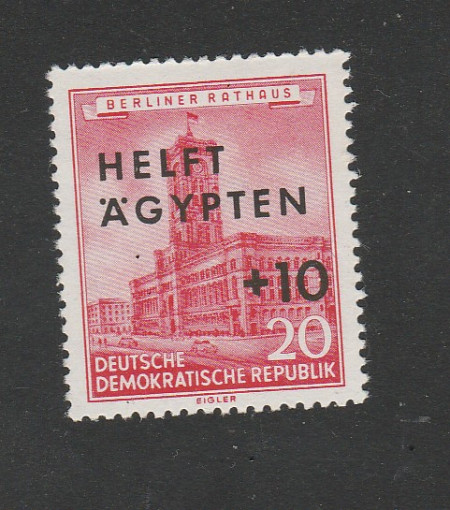 BERLINER RATHAUS
HELFT
ÄGYPTEN
+10
20
DEUTSCHE
DEMOKRATISCHE REPUBLIK
EIGLER